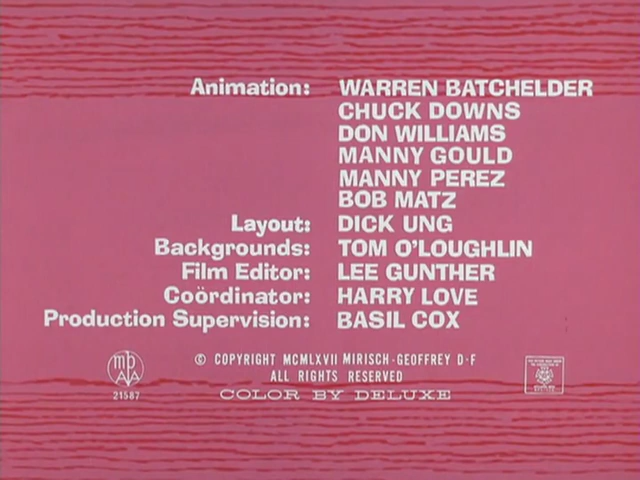 Animation: WARREN BATCHELDER
CHUCK DOWNS
DON WILLIAMS
MANNY GOULD
MANNY PEREZ
BOB MATZ
Layout: DICK UNG
Backgrounds: TOM O'LOUGHLIN
Film Editor: LEE GUNTHER
Coördinator: HARRY LOVE
Production Supervision: BASIL COX
© COPYRIGHT MCMLXVII MIRISCH-GEOFFREY D-F
ALL RIGHTS RESERVED
COLOR BY DELUXE
mpAA
21587